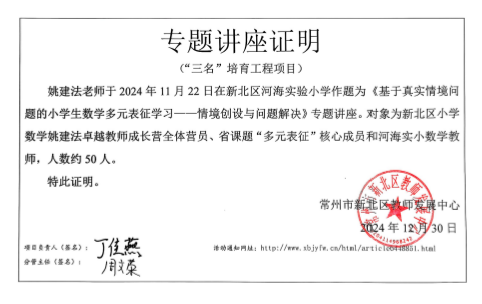 专题讲座证明
（“三名”培育工程项目）
姚建法老师于 2024 年 11 月 22 日在新北区河海实验小学作题为《基于真实情境问
题的小学生数学多元表征学习——情境创设与问题解决》专题讲座。对象为新北区小学
数学姚建法卓越教师成长营全体营员、省课题“多元表征”核心成员和河海实小数学教
师，人数约 50 人。
特此证明。
常州市新北区教师发展中心
2024 年 12 月 30 日
项目负责人（签名）：丁佳燕
分管主任（签名）：
活动通知网址：http://www.xbjyfw.cn/html/article6448851.html